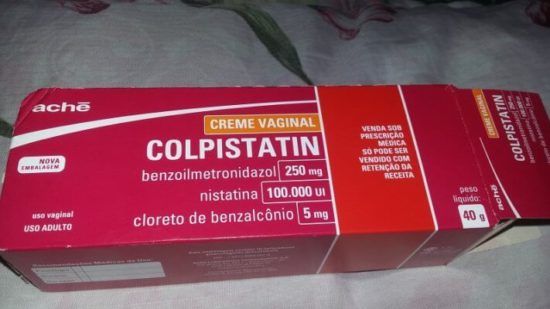 achē
CREME VAGINAL
COLPISTATIN
benzoilmetronidazol 250 mg
nistatina 100.000 UI
cloreto de benzalcônio 5 mg
NOVA
EMBALAGEM
uso vaginal
USO ADULTO
VENDA SOB
PRESCRIÇÃO
MÉDICA
SÓ PODE SER
VENDIDO COM
RETENÇÃO DA
RECEITA
peso
líquido:
40 g
CREME VAGINAL
COLPISTATIN